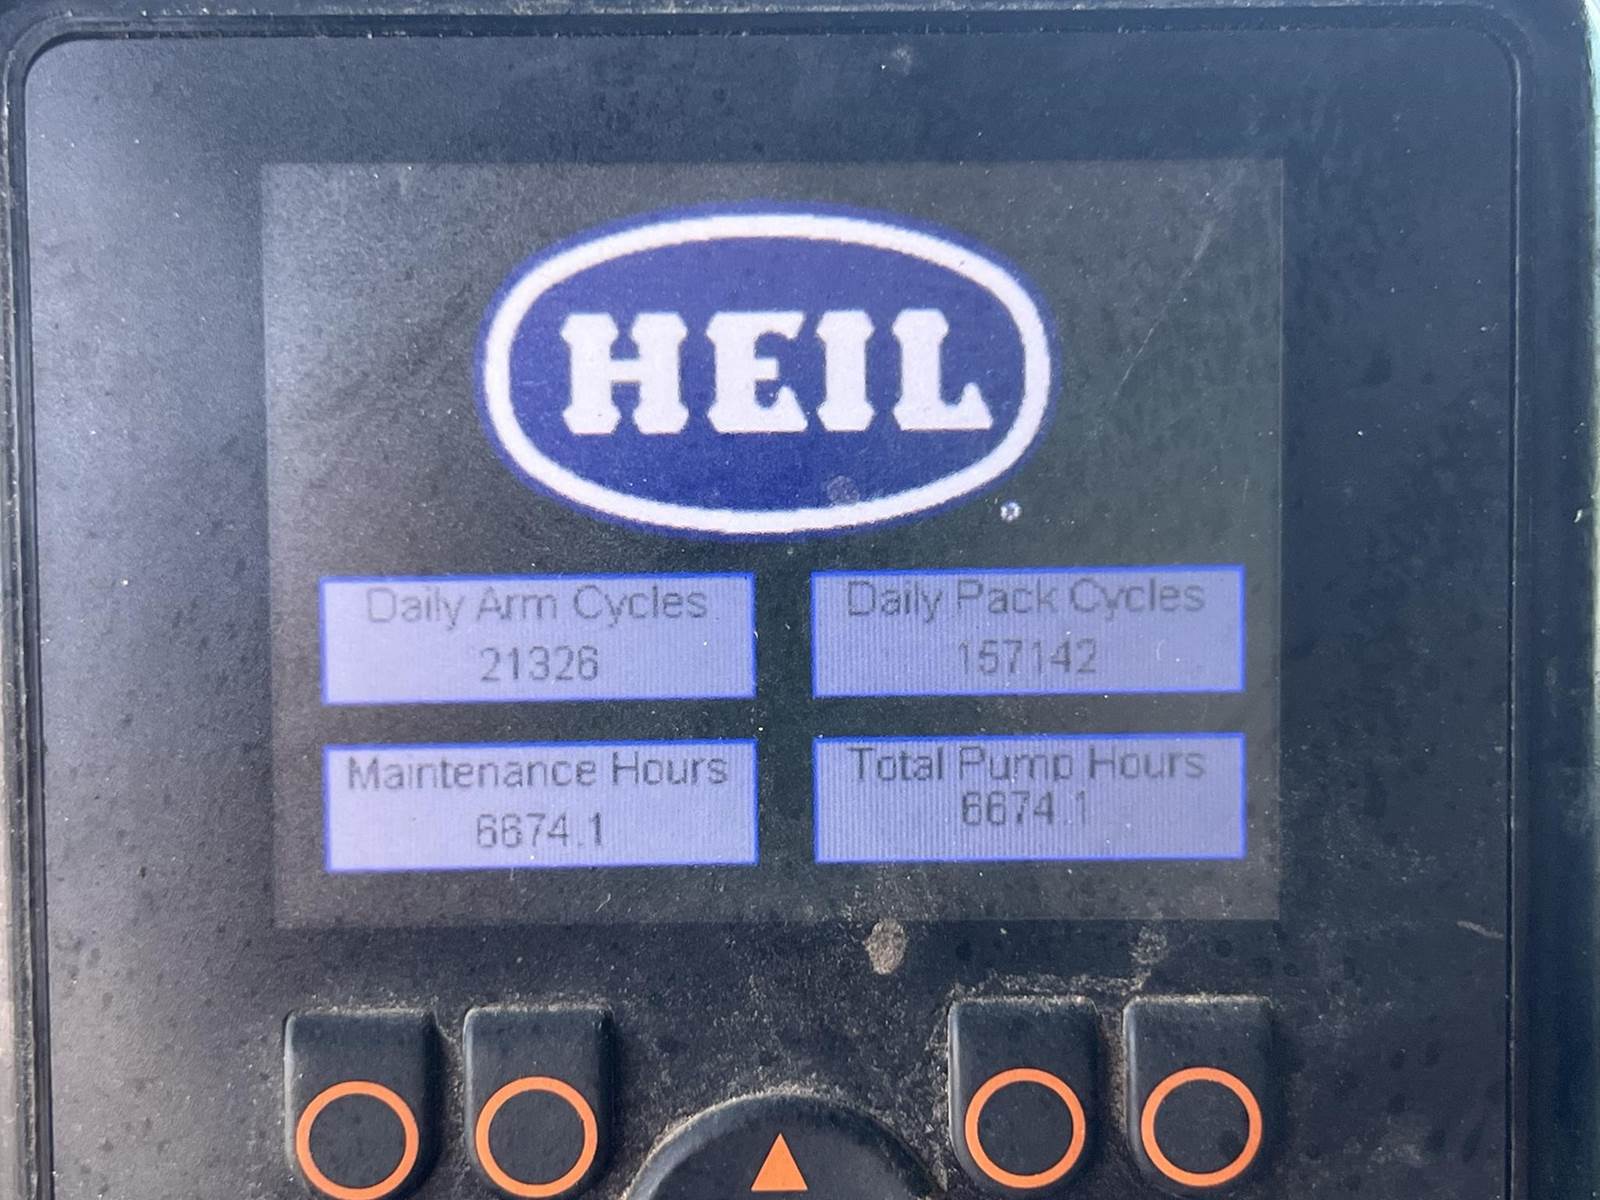 HEIL
Daily Arm Cycles
21326
Daily Pack Cycles
157142
Maintenance Hours
6674.1
Total Pump Hours
6674.1